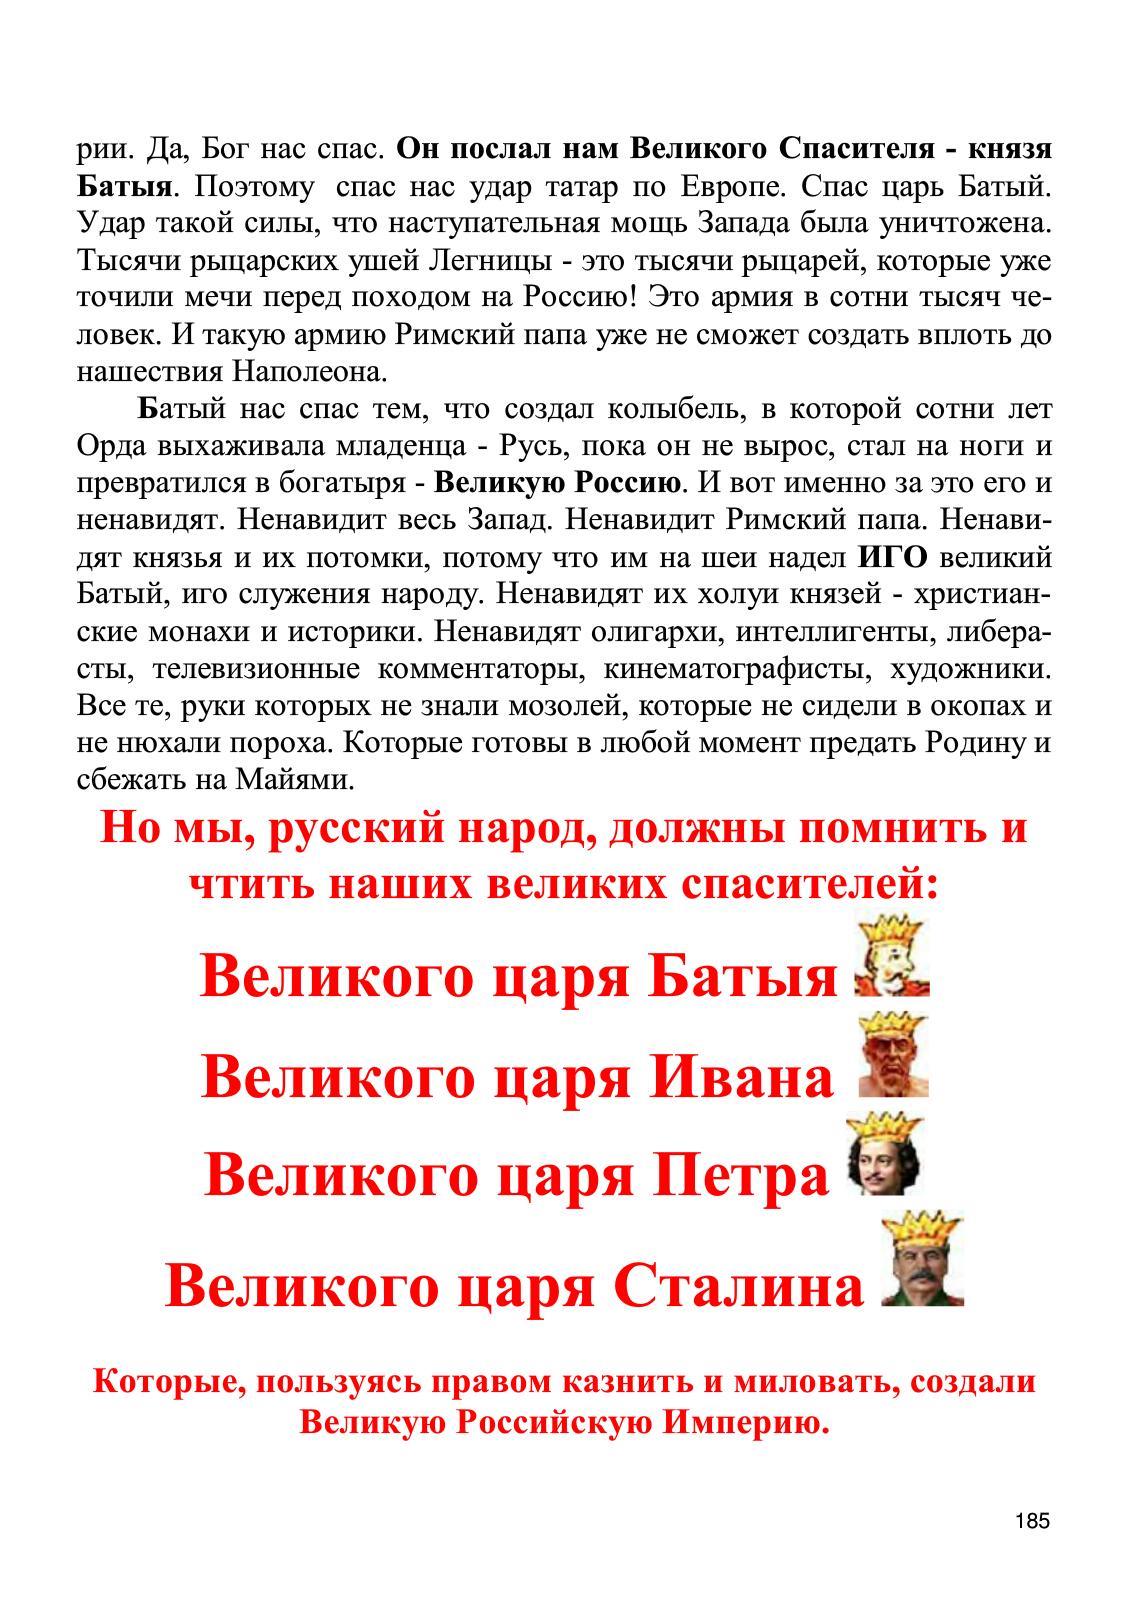 рии. Да, Бог нас спас. Он послал нам Великого Спасителя - князя
Батыя. Поэтому спас нас удар татар по Европе. Спас царь Батый.
Удар такой силы, что наступательная мощь Запада была уничтожена.
Тысячи рыцарских ушей Легницы - это тысячи рыцарей, которые уже
точили мечи перед походом на Россию! Это армия в сотни тысяч че-
ловек. И такую армию Римский папа уже не сможет создать вплоть до
нашествия Наполеона.
Батый нас спас тем, что создал колыбель, в которой сотни лет
Орда выхаживала младенца - Русь, пока он не вырос, стал на ноги и
превратился в богатыря - Великую Россию. И вот именно за это его и
ненавидят. Ненавидит весь Запад. Ненавидит Римский папа. Ненави-
дят князья и их потомки, потому что им на шеи надел ИГО великий
Батый, иго служения народу. Ненавидят их холуи князей - христиан-
ские монахи и историки. Ненавидят олигархи, интеллигенты, либера-
сты, телевизионные комментаторы, кинематографисты, художники.
Все те, руки которых не знали мозолей, которые не сидели в окопах и
не нюхали пороха. Которые готовы в любой момент предать Родину и
сбежать на Майями.
Но мы, русский народ, должны помнить и
чтить наших великих спасителей:
Великого царя Батыя
Великого царя Ивана
Великого царя Петра
Великого царя Сталина
Которые, пользуясь правом казнить и миловать, создали
Великую Российскую Империю.
185